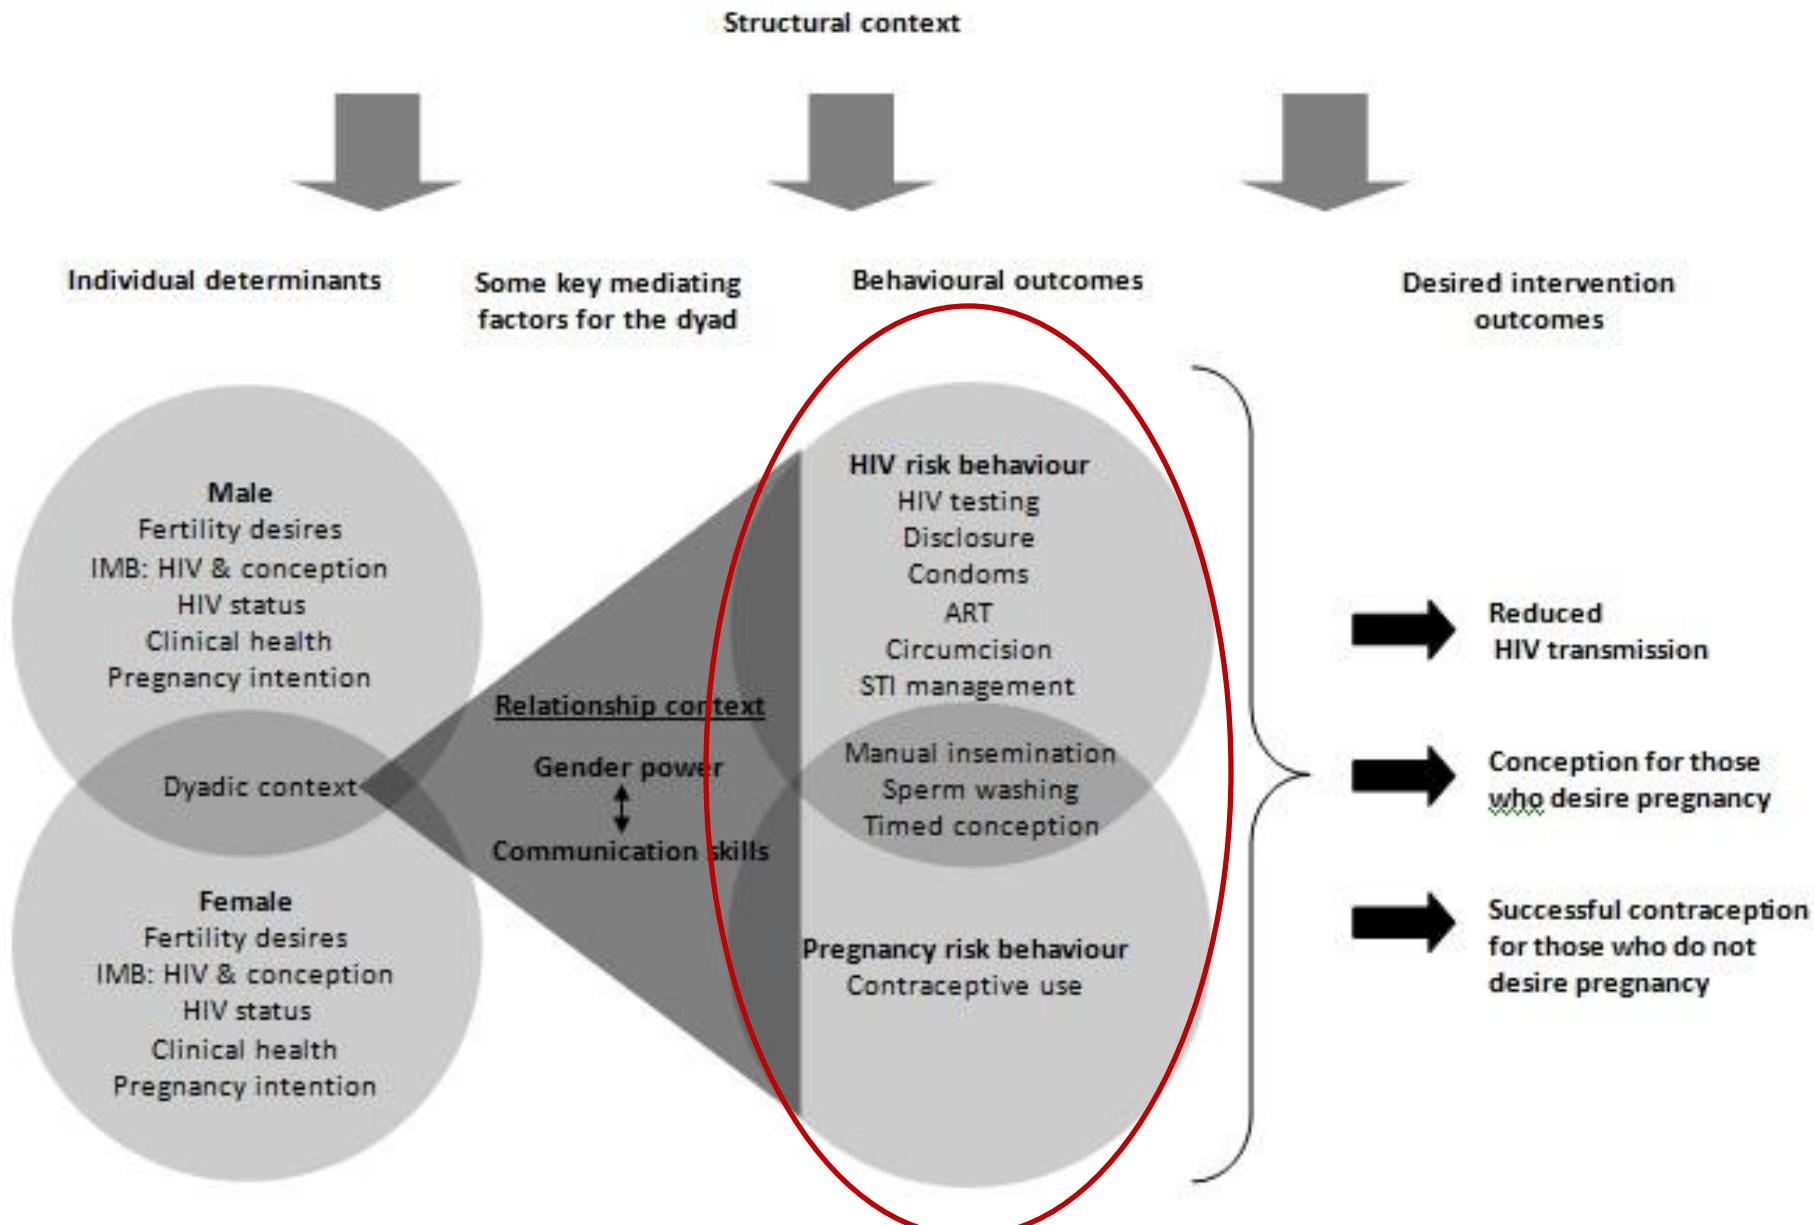 Structural context
Individual determinants
Some key mediating
factors for the dyad
Behavioural outcomes
Desired intervention
outcomes
Male
Fertility desires
IMB: HIV & conception
HIV status
Clinical health
Pregnancy intention
Dyadic context
Female
Fertility desires
IMB: HIV & conception
HIV status
Clinical health
Pregnancy intention
Relationship context
Gender power
Communication skills
HIV risk behaviour
HIV testing
Disclosure
Condoms
ART
Circumcision
STI management
Manual insemination
Sperm washing
Timed conception
Pregnancy risk behaviour
Contraceptive use
Reduced
HIV transmission
Conception for those
who desire pregnancy
Successful contraception
for those who do not
desire pregnancy